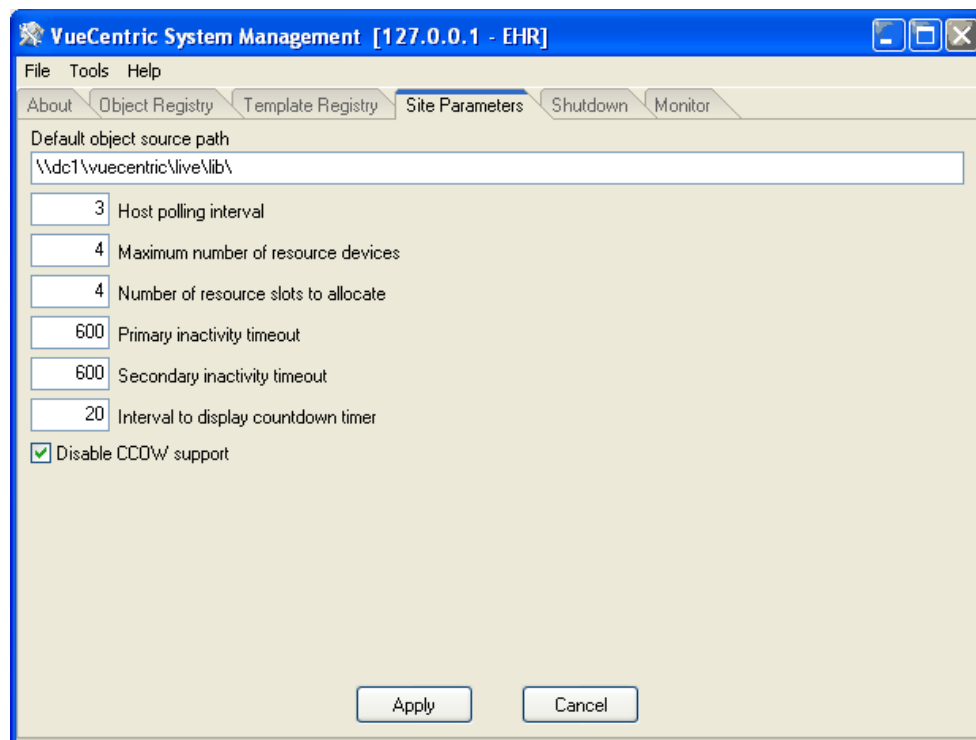 VueCentric System Management [127.0.0.1 - EHR]
File Tools Help
About Object Registry Template Registry Site Parameters Shutdown Monitor
Default object source path
\\dc1\vuecentric\live\lib\
3 Host polling interval
4 Maximum number of resource devices
4 Number of resource slots to allocate
600 Primary inactivity timeout
600 Secondary inactivity timeout
20 Interval to display countdown timer
Disable CCOW support
Apply Cancel